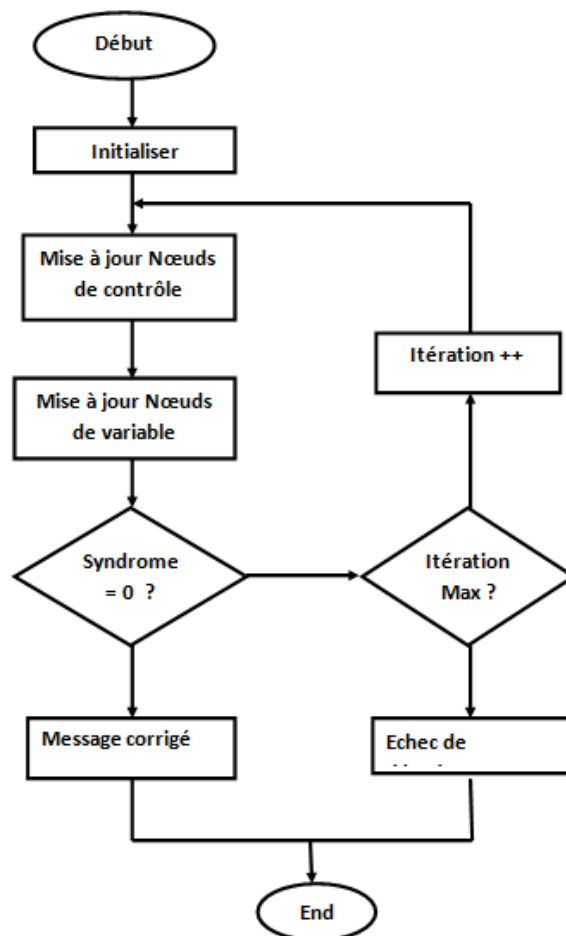 Début
Initialiser
Mise à jour Nœuds
de contrôle
Mise à jour Nœuds
de variable
Syndrome
= 0 ?
Itération ++
Itération
Max ?
Message corrigé
Echec de
End